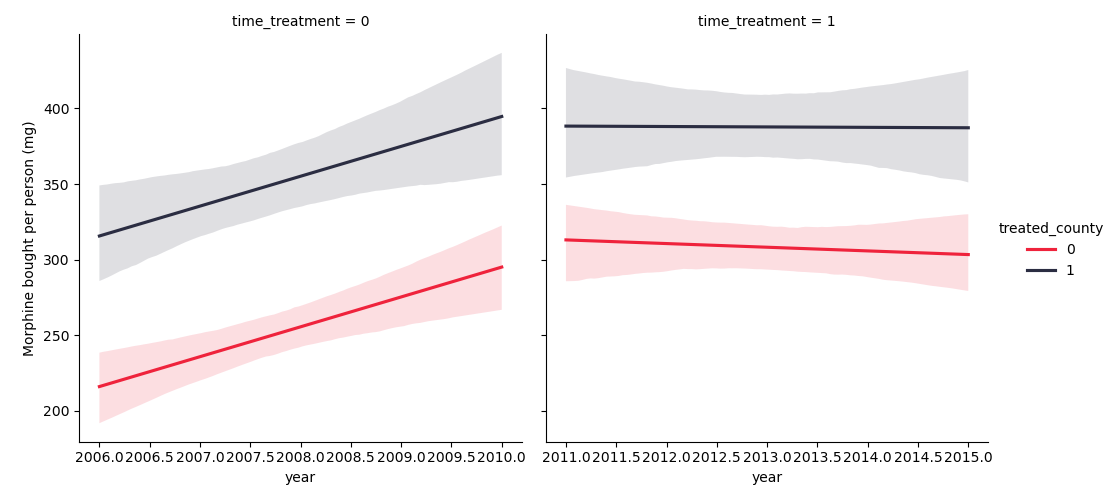 time_treatment = 0
time_treatment = 1
Morphine bought per person (mg)
400
350
300
250
200
2006.0 2006.5 2007.0 2007.5 2008.0 2008.5 2009.0 2009.5 2010.0
2011.0 2011.5 2012.0 2012.5 2013.0 2013.5 2014.0 2014.5 2015.0
year
year
treated_county
0
1